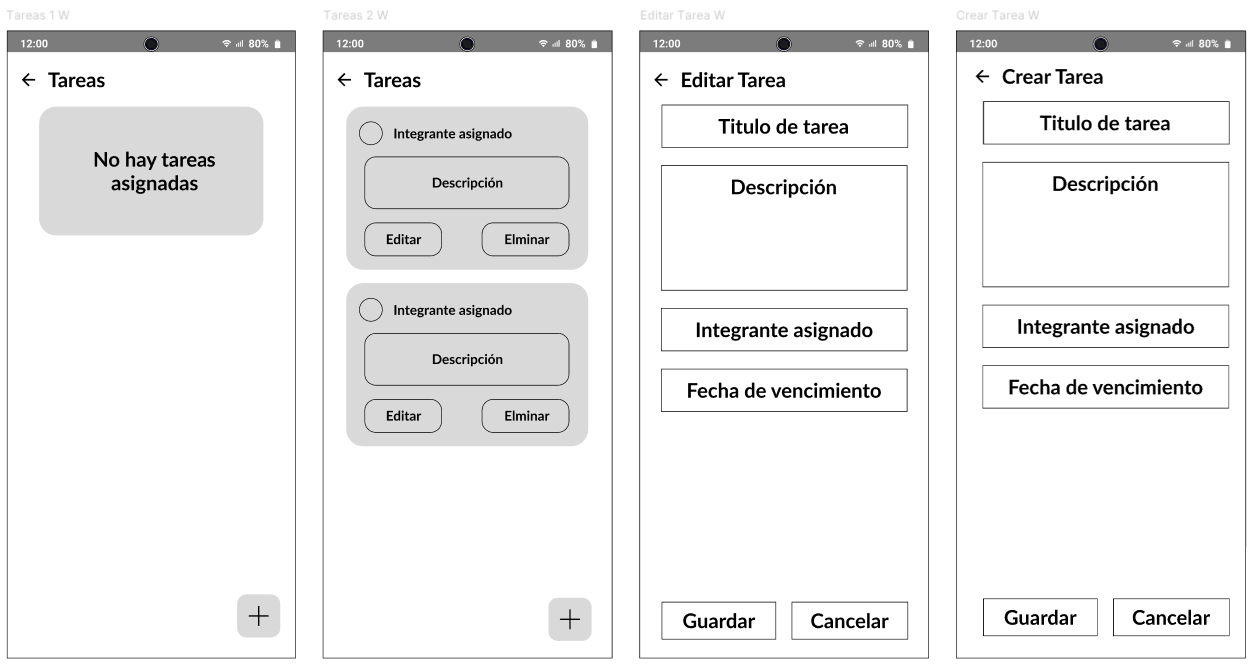 Tareas 1 W
12:00
80%
Tareas
No hay tareas
asignadas
Tareas 2 W
12:00
80%
Tareas
Integrante asignado
Descripción
Editar
Elminar
Integrante asignado
Descripción
Editar
Elminar
Editar Tarea W
12:00
80%
Editar Tarea
Titulo de tarea
Descripción
Integrante asignado
Fecha de vencimiento
Guardar
Cancelar
Crear Tarea W
12:00
80%
Crear Tarea
Titulo de tarea
Descripción
Integrante asignado
Fecha de vencimiento
Guardar
Cancelar